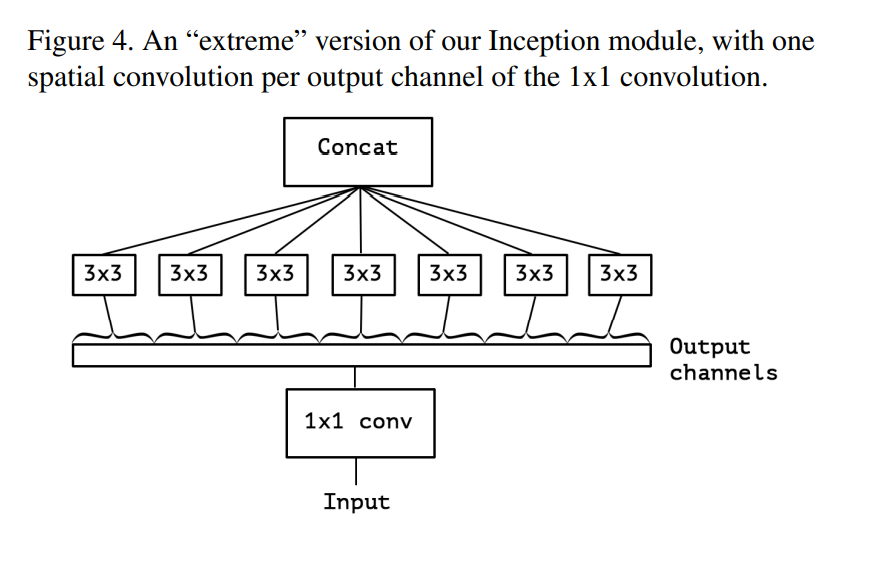 Figure 4. An “extreme” version of our Inception module, with one
spatial convolution per output channel of the 1x1 convolution.
Concat
3x3 3x3 3x3 3x3 3x3 3x3 3x3
Output
channels
1x1 conv
Input